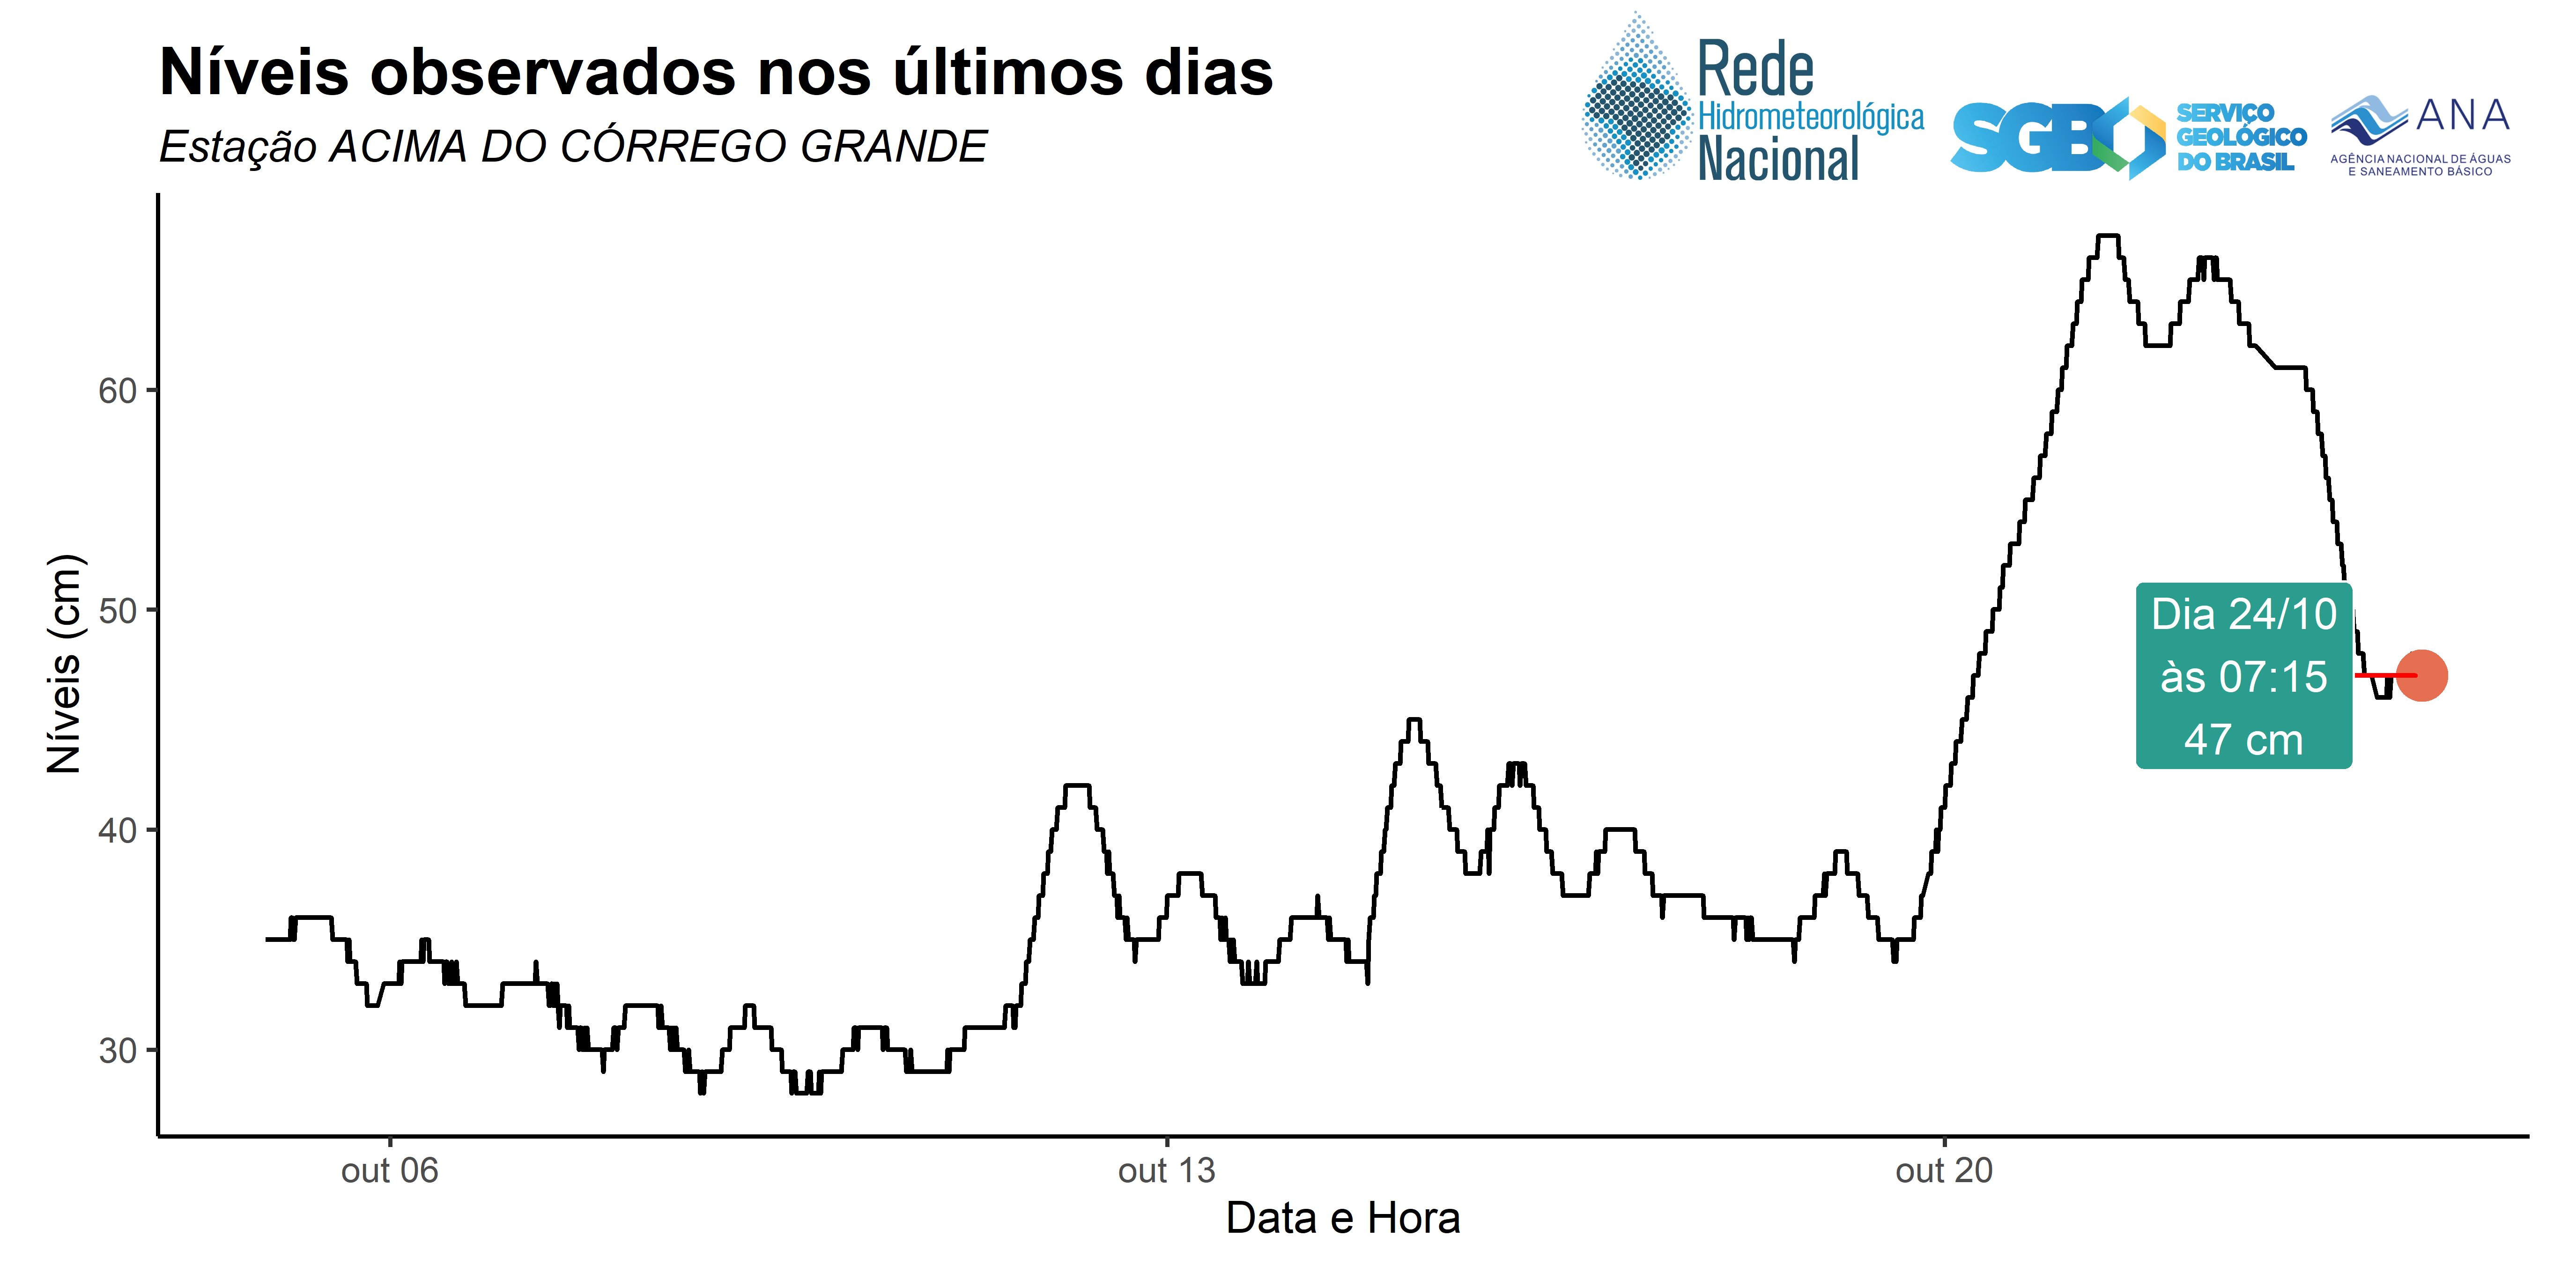 Níveis observados nos últimos dias
Estação ACIMA DO CÓRREGO GRANDE
Rede
Hidrometeorológica
Nacional
SGB
SERVIÇO
GEOLÓGICO
DO BRASIL
ANA
AGÊNCIA NACIONAL DE ÁGUAS
E SANEAMENTO BÁSICO
Níveis (cm)
60
50
40
30
Dia 24/10
às 07:15
47 cm
out 06
out 13
out 20
Data e Hora